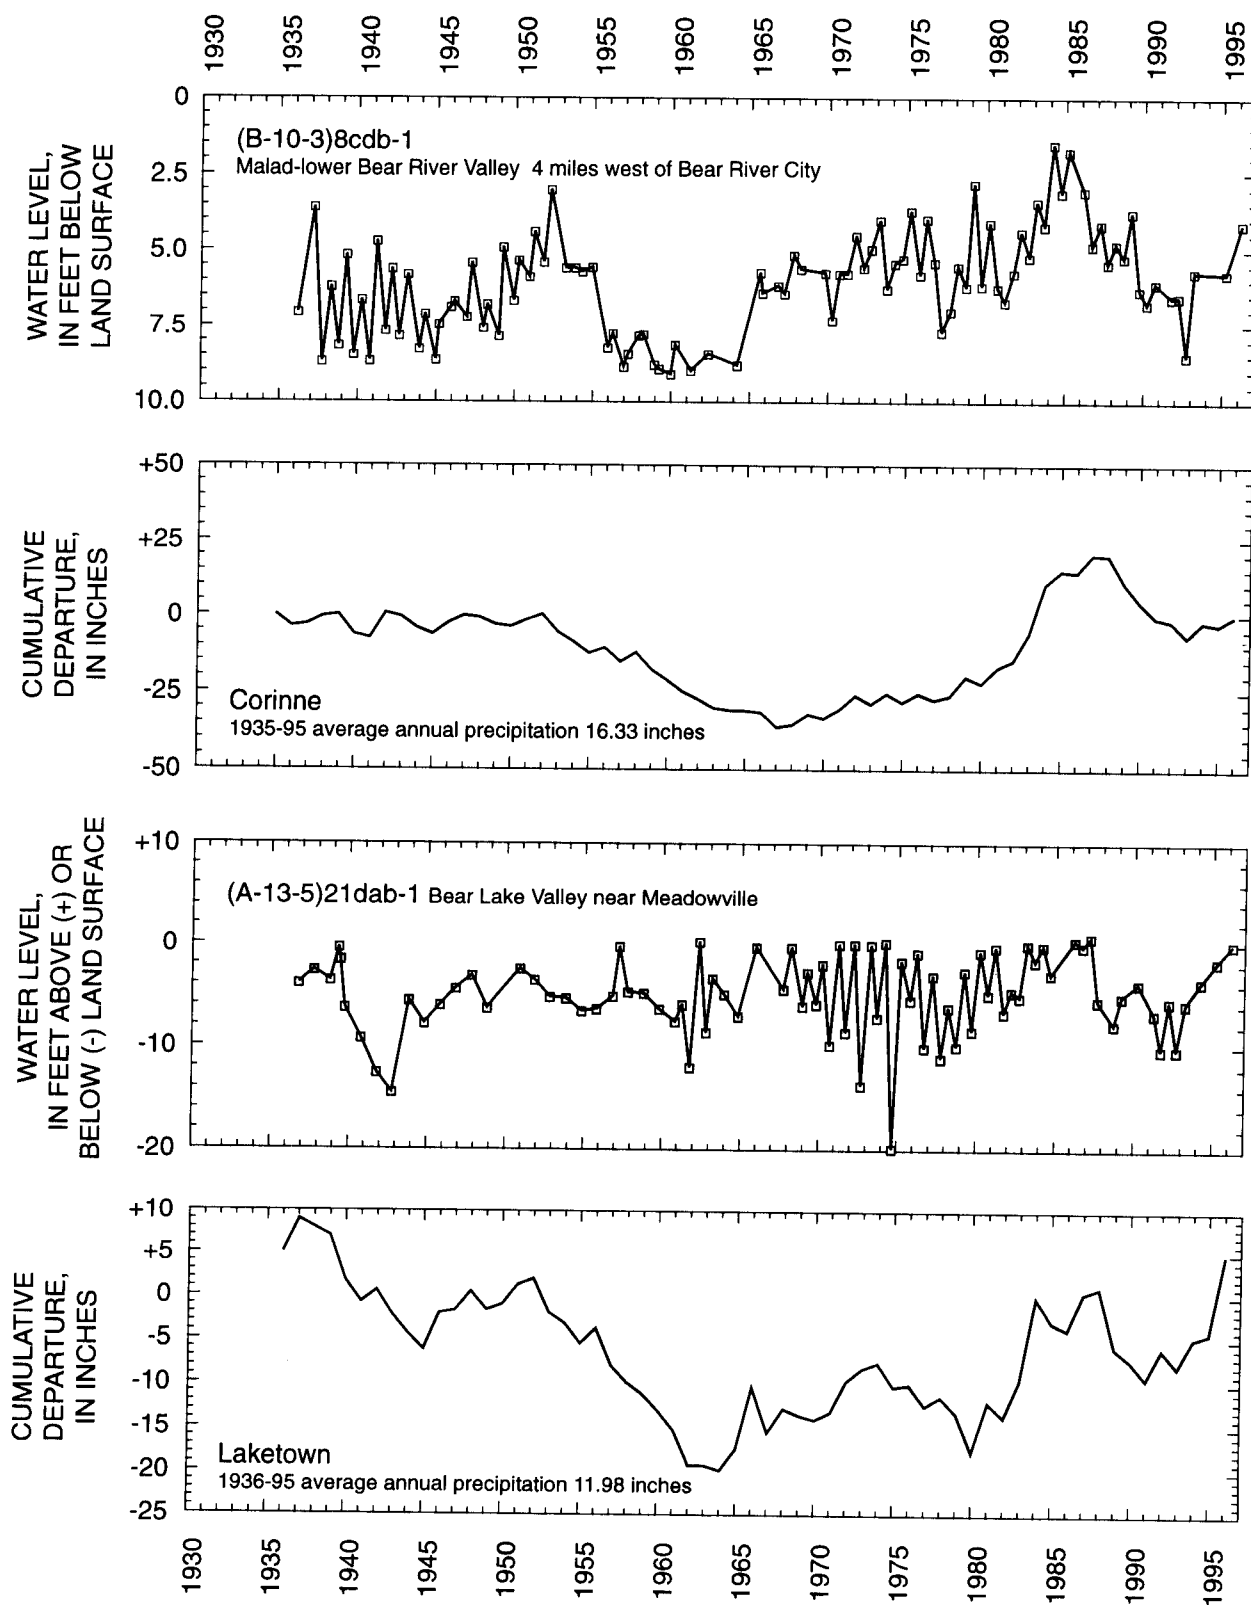 1930 1935 1940 1945 1950 1955 1960 1965 1970 1975 1980 1985 1990 1995
WATER LEVEL,
IN FEET BELOW
LAND SURFACE
0
2.5
5.0
7.5
10.0
(B-10-3)8cdb-1
Malad-lower Bear River Valley 4 miles west of Bear River City
CUMULATIVE
DEPARTURE,
IN INCHES
+50
+25
0
-25
-50
Corinne
1935-95 average annual precipitation 16.33 inches
WATER LEVEL,
IN FEET ABOVE (+) OR
BELOW (-) LAND SURFACE
+10
0
-10
-20
(A-13-5)21dab-1 Bear Lake Valley near Meadowville
CUMULATIVE
DEPARTURE,
IN INCHES
+10
+5
0
-5
-10
-15
-20
-25
Laketown
1936-95 average annual precipitation 11.98 inches
1930 1935 1940 1945 1950 1955 1960 1965 1970 1975 1980 1985 1990 1995